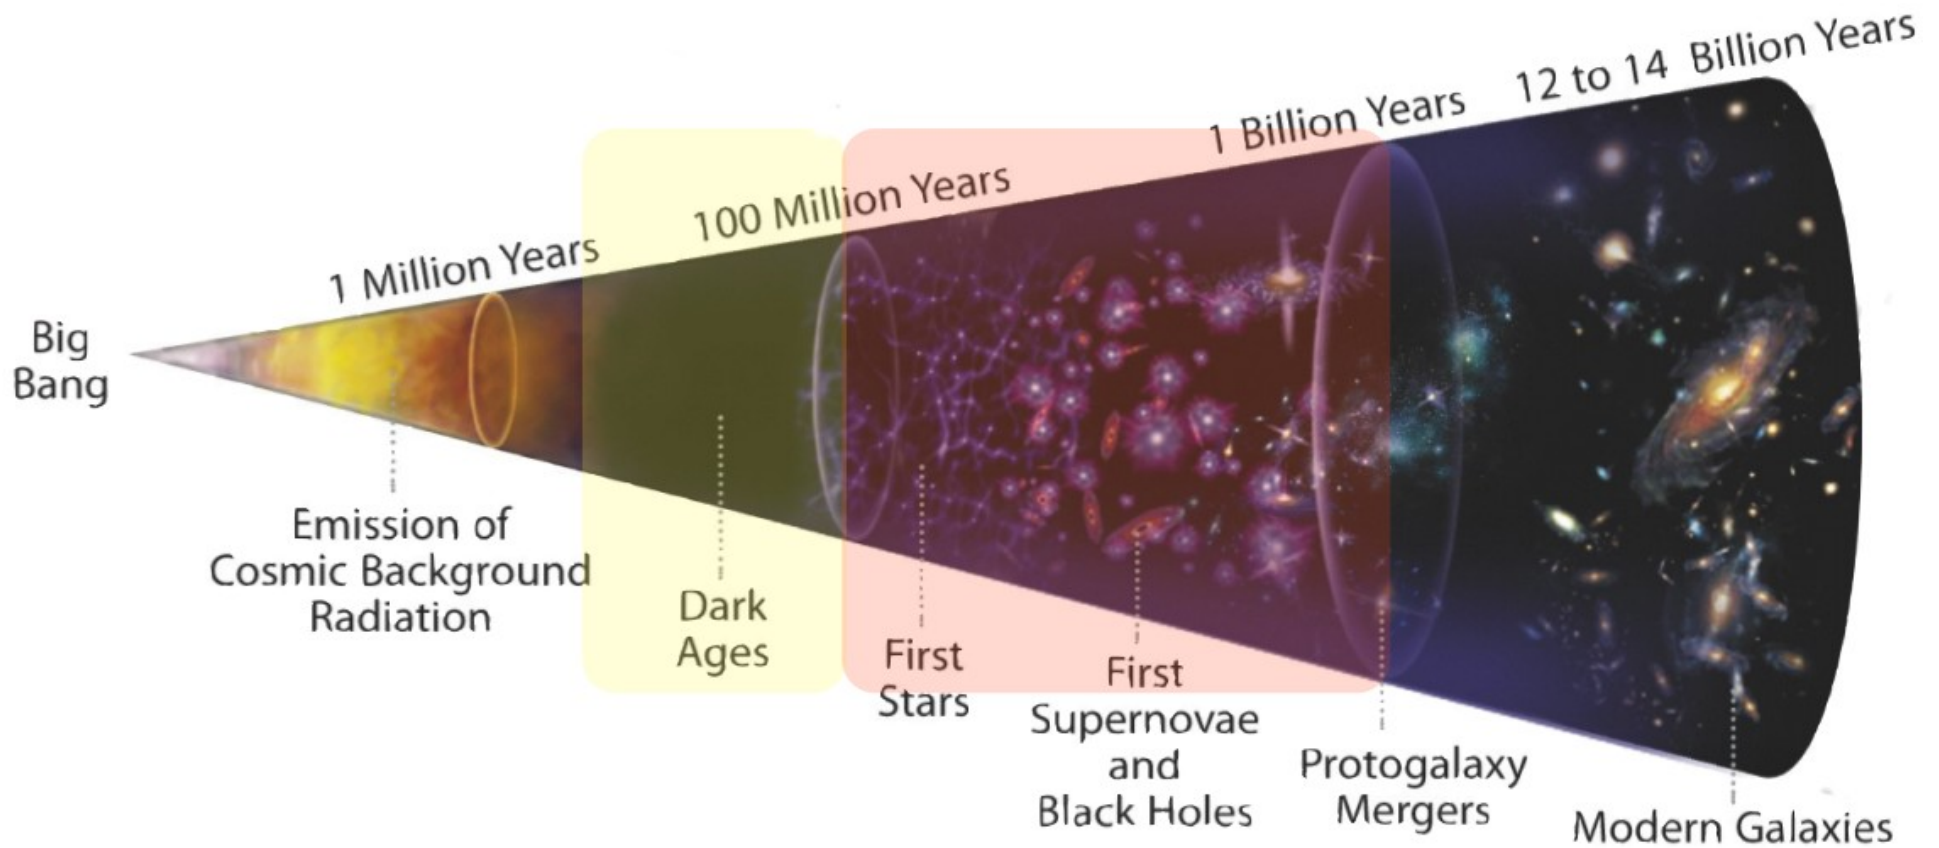 Big
Bang
1 Million Years
100 Million Years
1 Billion Years
12 to 14 Billion Years
Emission of
Cosmic Background
Radiation
Dark
Ages
First
Stars
First
Supernovae
and
Black Holes
Protogalaxy
Mergers
Modern Galaxies